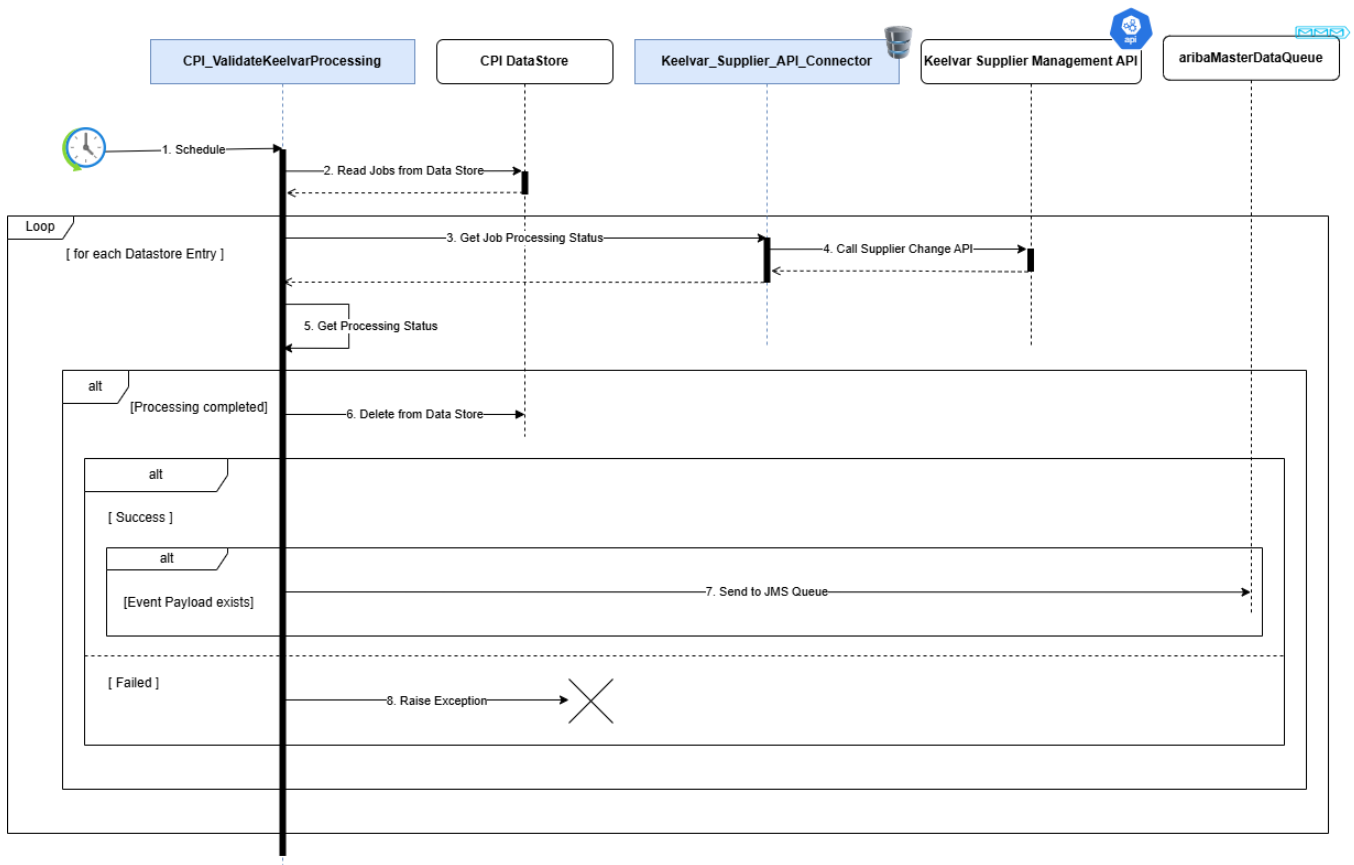 CPI_ValidateKeelvarProcessing
CPI DataStore
Keelvar_Supplier_API_Connector
api
Keelvar Supplier Management API
aribaMasterDataQueue
1. Schedule
2. Read Jobs from Data Store
Loop
[ for each Datastore Entry ]
3. Get Job Processing Status
4. Call Supplier Change API
5. Get Processing Status
alt
[Processing completed]
6. Delete from Data Store
alt
[ Success ]
alt
[Event Payload exists]
7. Send to JMS Queue
[ Failed ]
8. Raise Exception